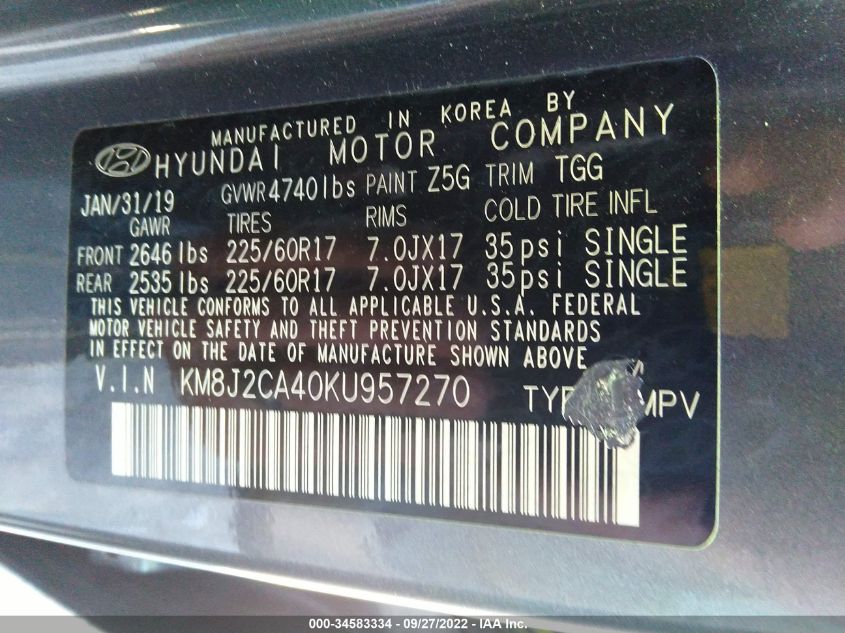 MANUFACTURED IN KOREA BY
HYUNDAI MOTOR COMPANY
JAN/31/19 GVWR 4740 lbs PAINT Z5G TRIM TGG
GAWR TIRES RIMS COLD TIRE INFL
FRONT 2646 lbs 225/60R17 7.0JX17 35psi SINGLE
REAR 2535 lbs 225/60R17 7.0JX17 35psi SINGLE
THIS VEHICLE CONFORMS TO ALL APPLICABLE U.S.A. FEDERAL
MOTOR VEHICLE SAFETY AND THEFT PREVENTION STANDARDS
IN EFFECT ON THE DATE OF MANUFACTURE SHOWN ABOVE.
V.I.N KM8J2CA40KU957270 MPV
000-34583334 - 09/27/2022 - IAA Inc.